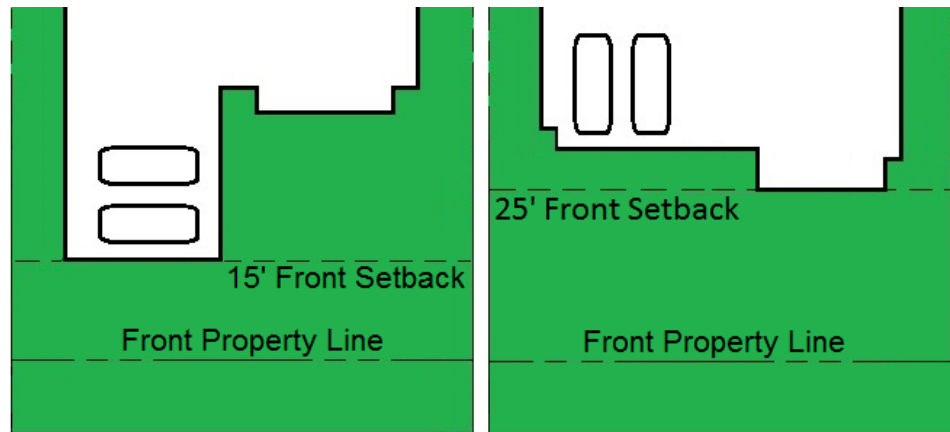 15' Front Setback
Front Property Line
25' Front Setback
Front Property Line